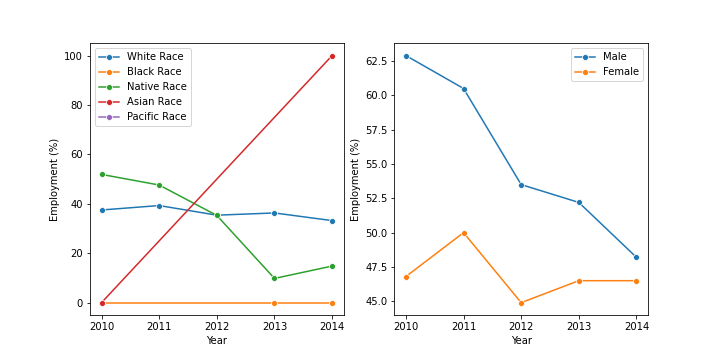 100
80
60
40
20
0
Employment (%)
2010 2011 2012 2013 2014
Year
White Race
Black Race
Native Race
Asian Race
Pacific Race
62.5
60.0
57.5
55.0
52.5
50.0
47.5
45.0
Employment (%)
2010 2011 2012 2013 2014
Year
Male
Female